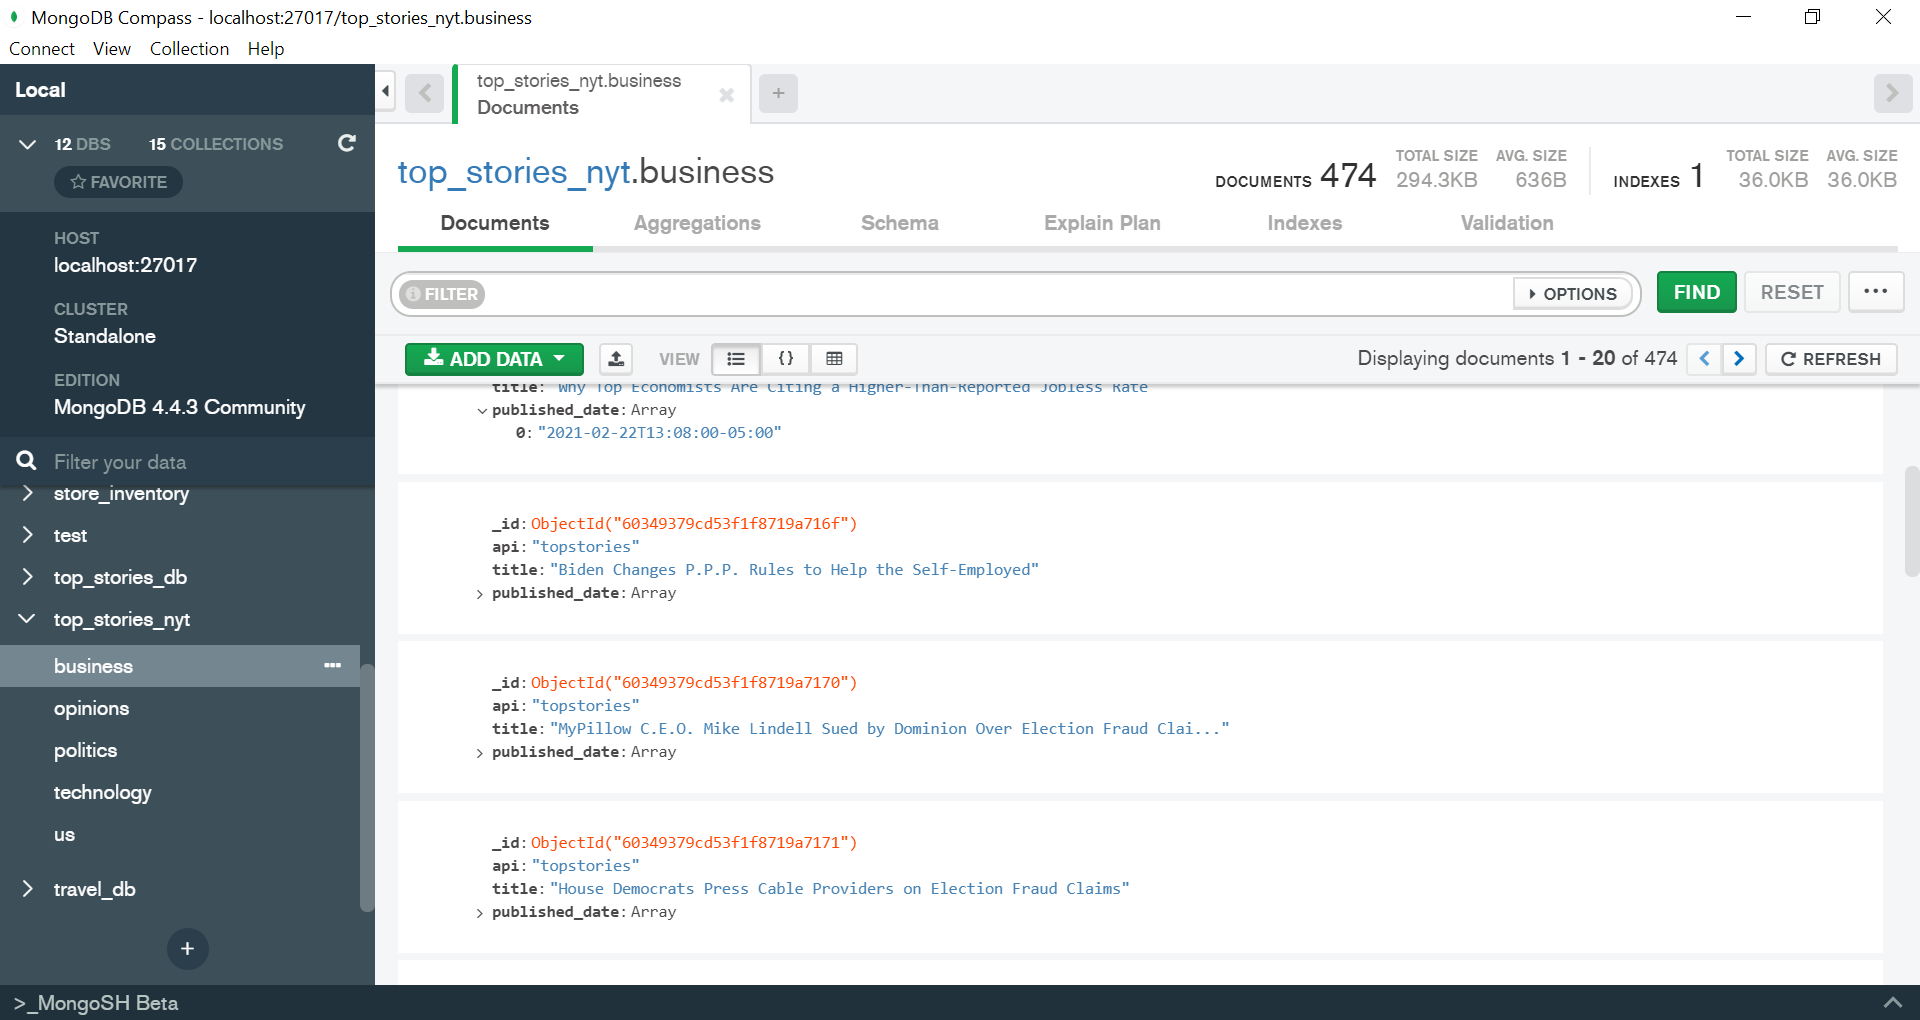 MongoDB Compass - localhost:27017/top_stories_nyt.business
Connect View Collection Help
Local
12 DBS 15 COLLECTIONS
FAVORITE
HOST
localhost:27017
CLUSTER
Standalone
EDITION
MongoDB 4.4.3 Community
Filter your data
store_inventory
test
top_stories_db
top_stories_nyt
business
opinions
politics
technology
us
travel_db
+
top_stories_nyt.business
Documents
+
top_stories_nyt.business
DOCUMENTS 474
TOTAL SIZE AVG. SIZE
294.3KB 636B
INDEXES 1
TOTAL SIZE AVG. SIZE
36.0KB 36.0KB
Documents Aggregations Schema Explain Plan Indexes Validation
FILTER OPTIONS FIND RESET ...
ADD DATA VIEW {} Displaying documents 1 - 20 of 474 REFRESH
title: "Why Top Economists Are Citing a Higher-Than-Reported Jobless Rate
published_date: Array
0: "2021-02-22T13:08:00-05:00"
_id: ObjectId("60349379cd53f1f8719a716f")
api: "topstories"
title: "Biden Changes P.P.P. Rules to Help the Self-Employed"
published_date: Array
_id: ObjectId("60349379cd53f1f8719a7170")
api: "topstories"
title: "MyPillow C.E.O. Mike Lindell Sued by Dominion Over Election Fraud Clai..."
published_date: Array
_id: ObjectId("60349379cd53f1f8719a7171")
api: "topstories"
title: "House Democrats Press Cable Providers on Election Fraud Claims"
published_date: Array
>_MongoSH Beta